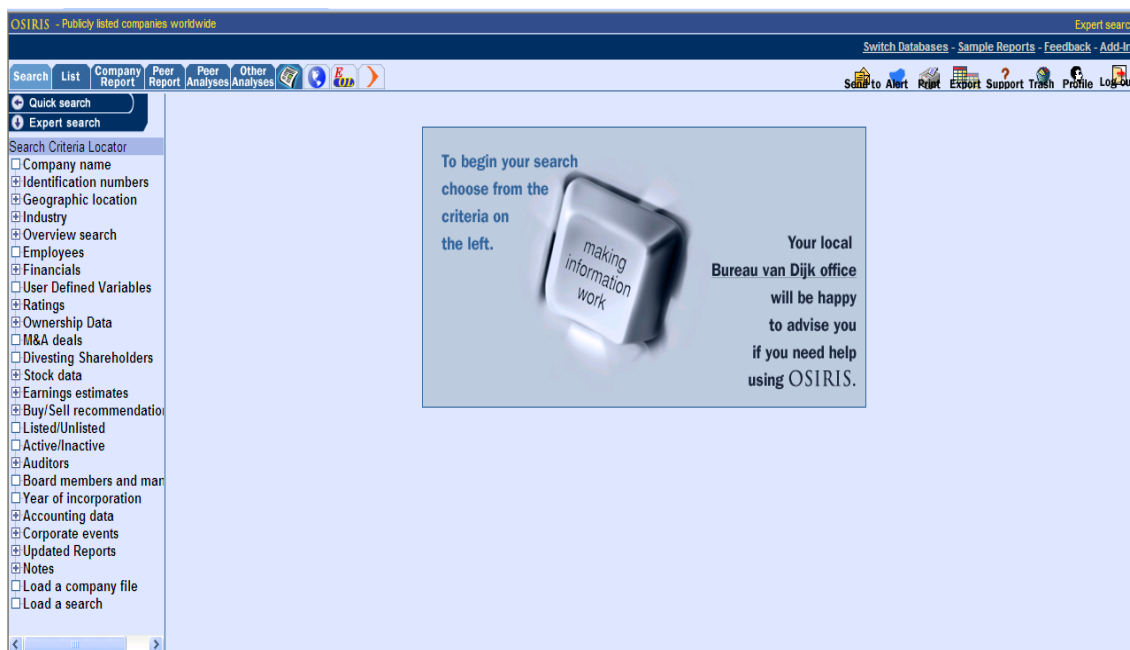 OSIRIS - Publicly listed companies worldwide
Expert searc
Switch Databases - Sample Reports - Feedback - Add-In
Search
List
Company Report
Peer Report
Peer Analyses
Other Analyses
Send to
Alert
Print
Export
Support
Trash
Profile
Log ou
Quick search
Expert search
Search Criteria Locator
Company name
Identification numbers
Geographic location
Industry
Overview search
Employees
Financials
User Defined Variables
Ratings
Ownership Data
M&A deals
Divesting Shareholders
Stock data
Earnings estimates
Buy/Sell recommendatio
Listed/Unlisted
Active/Inactive
Auditors
Board members and man
Year of incorporation
Accounting data
Corporate events
Updated Reports
Notes
Load a company file
Load a search
To begin your search
choose from the
criteria on
the left.
making
information
work
Your local
Bureau van Dijk office
will be happy
to advise you
if you need help
using OSIRIS.